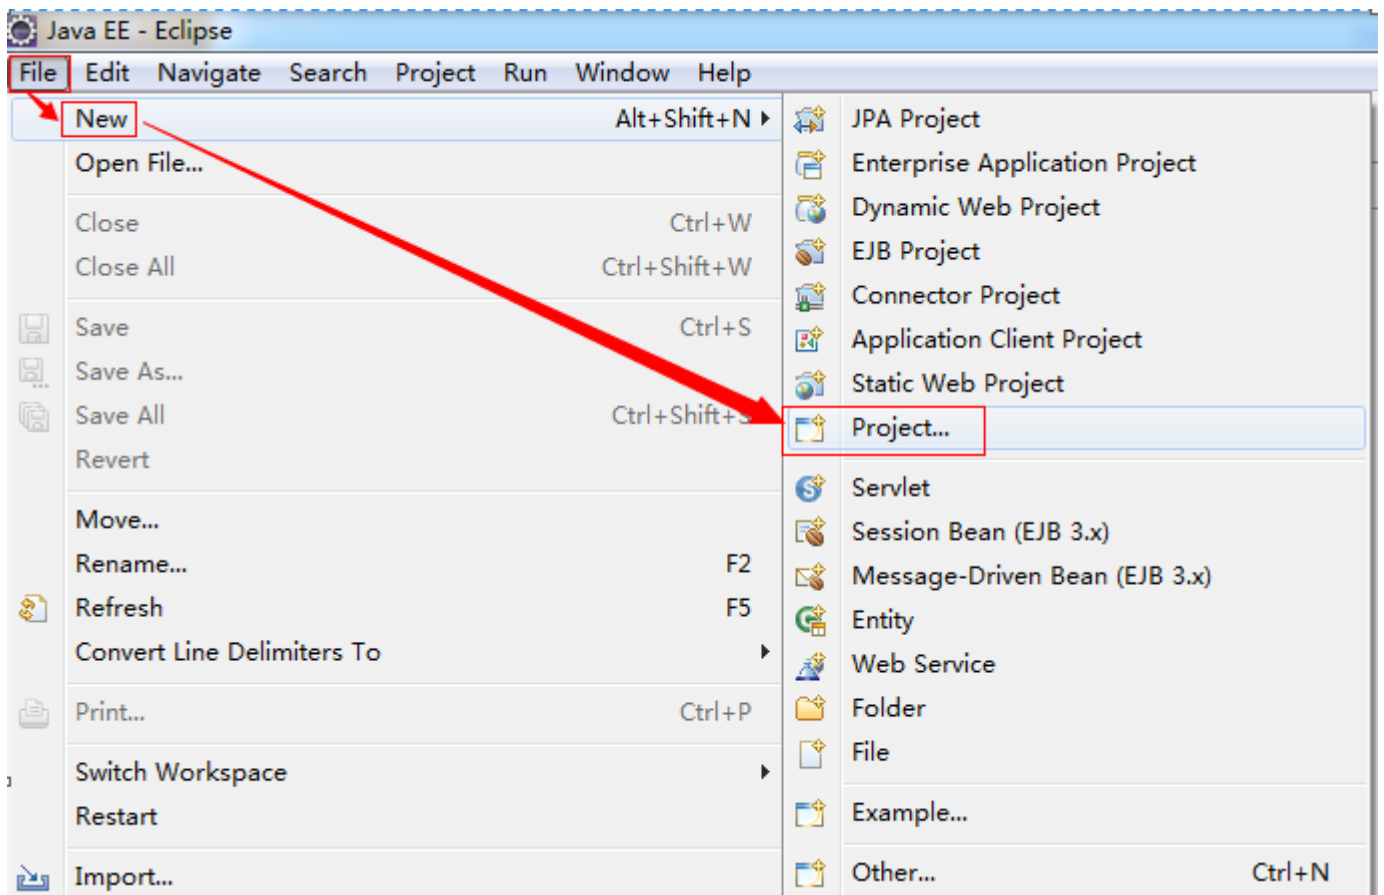 Java EE - Eclipse
File Edit Navigate Search Project Run Window Help
New Alt+Shift+N
Open File...
Close Ctrl+W
Close All Ctrl+Shift+W
Save Ctrl+S
Save As...
Save All Ctrl+Shift+S
Revert
Move...
Rename... F2
Refresh F5
Convert Line Delimiters To
Print... Ctrl+P
Switch Workspace
Restart
Import...
JPA Project
Enterprise Application Project
Dynamic Web Project
EJB Project
Connector Project
Application Client Project
Static Web Project
Project...
Servlet
Session Bean (EJB 3.x)
Message-Driven Bean (EJB 3.x)
Entity
Web Service
Folder
File
Example...
Other... Ctrl+N